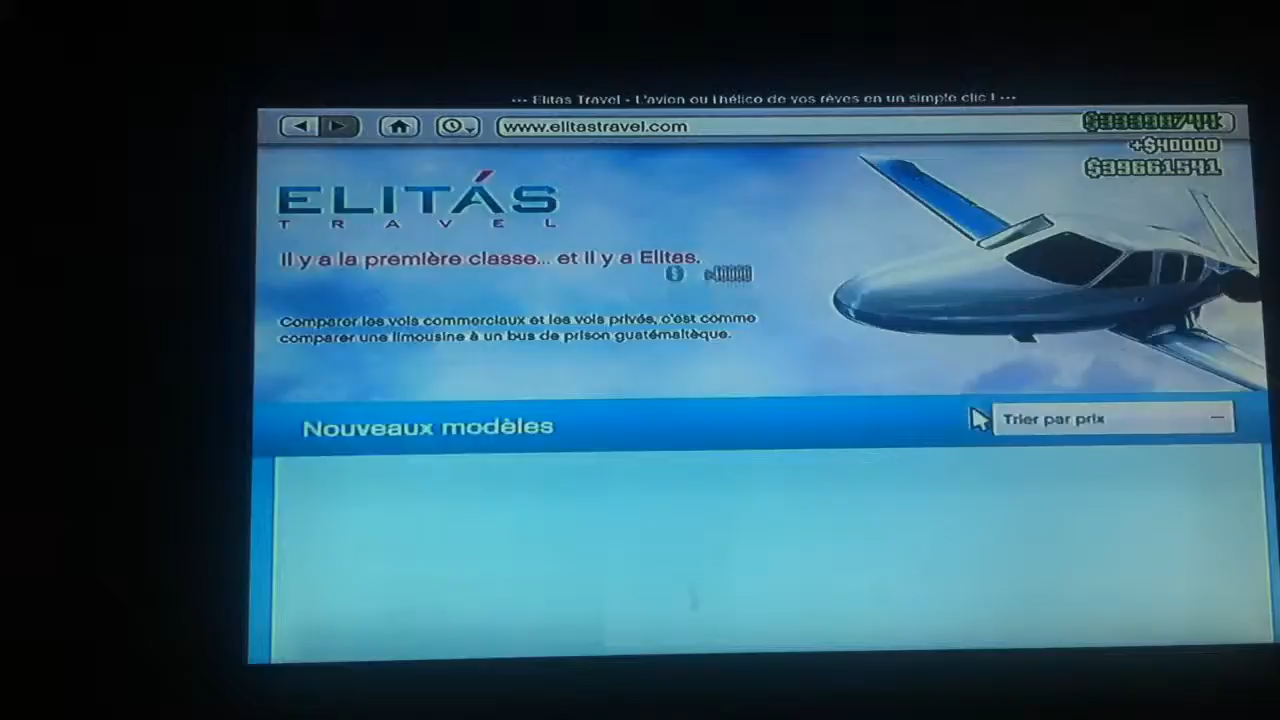 --- Elitas Travel - L'avion ou l'hélico de vos rêves en un simple clic ! ---
www.elitastravel.com
+$40000
$39661541
ELITÁS
TRAVEL
Il y a la première classe... et il y a Elitas.
Comparer les vols commerciaux et les vols privés, c'est comme
comparer une limousine à un bus de prison guatémaltèque.
Nouveaux modèles
Trier par prix